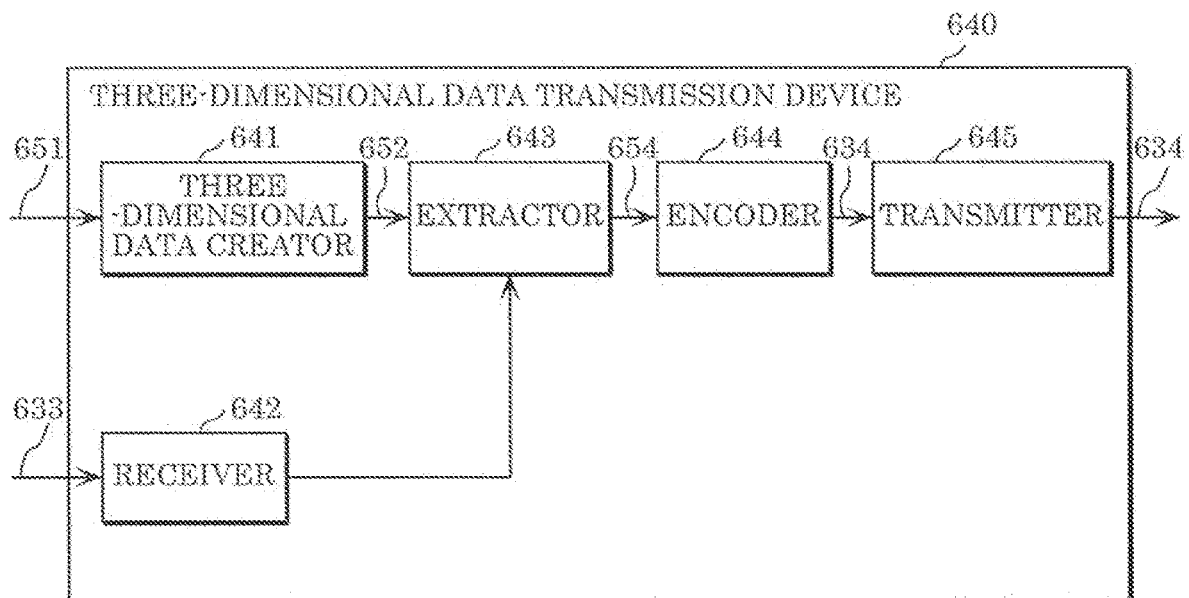 640
THREE-DIMENSIONAL DATA TRANSMISSION DEVICE
651
641
652
643
654
644
634
645
634
THREE
-DIMENSIONAL
DATA CREATOR
EXTRACTOR
ENCODER
TRANSMITTER
633
642
RECEIVER